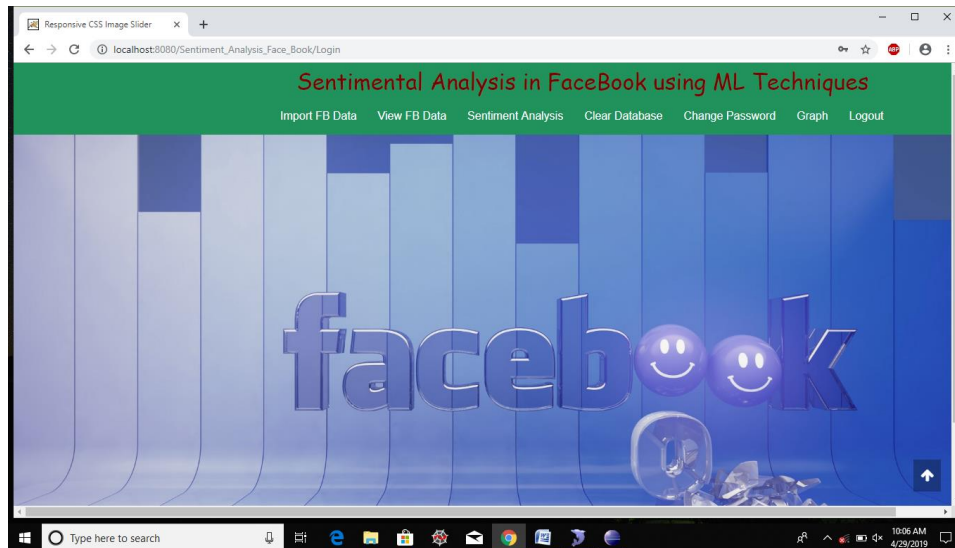 Responsive CSS Image Slider
localhost:8080/Sentiment_Analysis_Face_Book/Login
ABP
Sentimental Analysis in FaceBook using ML Techniques
Import FB Data View FB Data Sentiment Analysis Clear Database Change Password Graph Logout
facebook
Type here to search
10:06 AM
4/29/2019